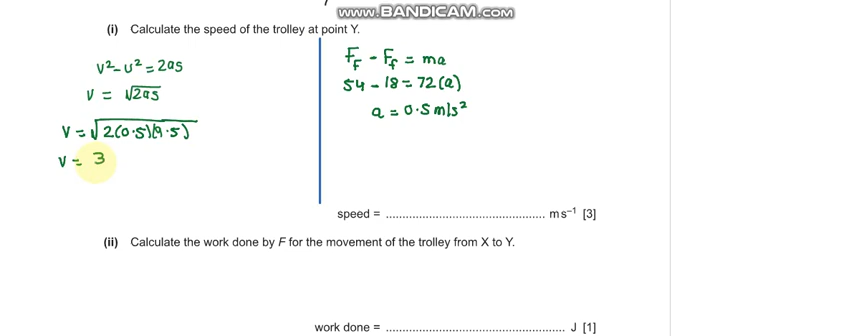 www.BANDICAM.com
(i) Calculate the speed of the trolley at point Y.
v² - u² = 2as
v = √2as
v = √2(0.5)(9.5)
v = 3
F_F - F_f = ma
54 - 18 = 72(a)
a = 0.5 m/s²
speed = ................................................ m s⁻¹ [3]
(ii) Calculate the work done by F for the movement of the trolley from X to Y.
work done = ...................................................... J [1]